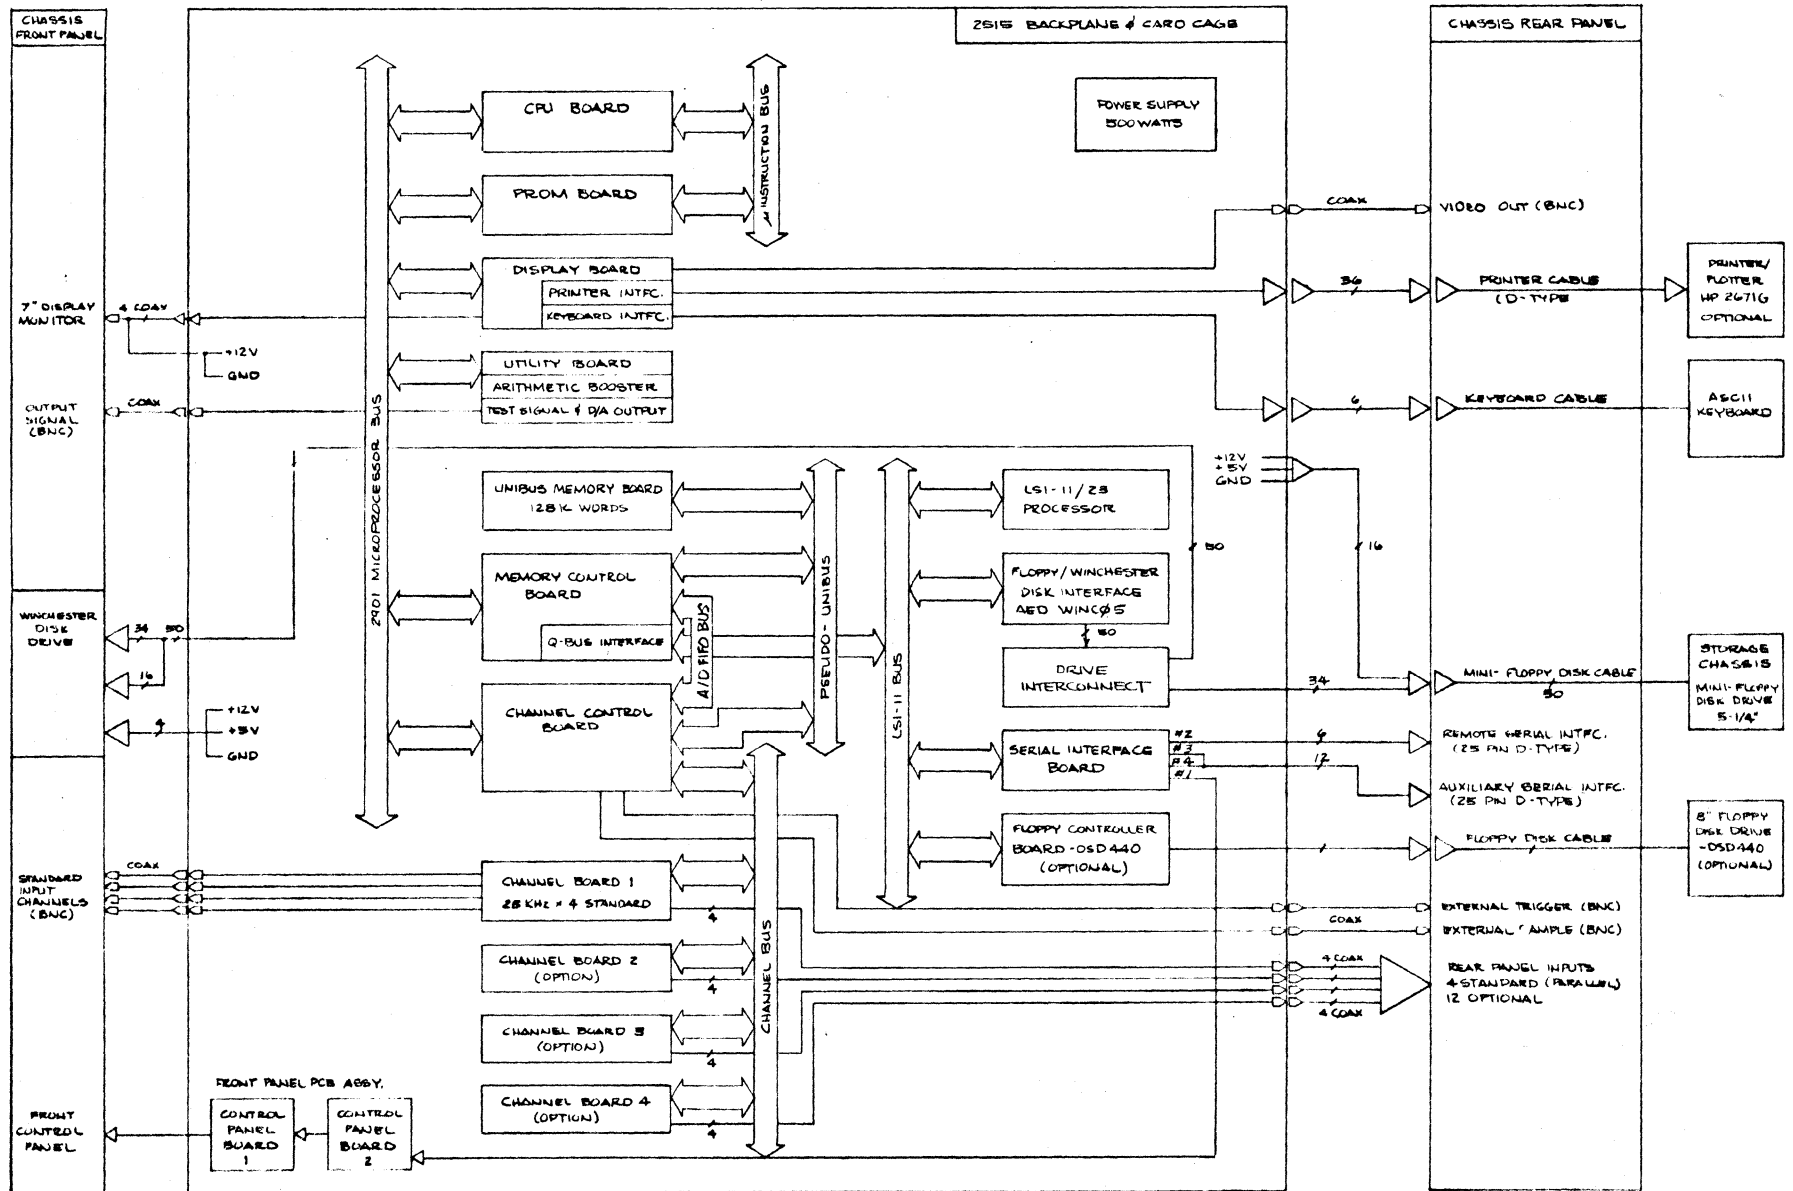 CHASSIS
FRONT PANEL
2515 BACKPLANE & CARD CAGE
CHASSIS REAR PANEL
CPU BOARD
PROM BOARD
µ INSTRUCTION BUS
POWER SUPPLY
500 WATTS
COAX
VIDEO OUT (BNC)
DISPLAY BOARD
PRINTER INTFC.
KEYBOARD INTFC.
36
PRINTER CABLE
(D-TYPE
PRINTER/
PLOTTER
HP 2671G
OPTIONAL
7" DISPLAY
MONITOR
4 COAX
+12V
GND
UTILITY BOARD
ARITHMETIC BOOSTER
TEST SIGNAL & D/A OUTPUT
OUTPUT
SIGNAL
(BNC)
COAX
6
KEYBOARD CABLE
ASCII
KEYBOARD
2901 MICROPROCESSOR BUS
+12V
+5V
GND
16
UNIBUS MEMORY BOARD
128K WORDS
LSI-11/23
PROCESSOR
50
MEMORY CONTROL
BOARD
Q-BUS INTERFACE
A/D FIFO BUS
PSEUDO-UNIBUS
LSI-11 BUS
FLOPPY/WINCHESTER
DISK INTERFACE
AED WINCØ5
50
WINCHESTER
DISK
DRIVE
34
50
16
4
+12V
+5V
GND
DRIVE
INTERCONNECT
34
MINI-FLOPPY DISK CABLE
50
STORAGE
CHASSIS
MINI-FLOPPY
DISK DRIVE
5-1/4"
CHANNEL CONTROL
BOARD
SERIAL INTERFACE
BOARD
#2
#3
#4
#1
6
12
REMOTE SERIAL INTFC.
(25 PIN D-TYPE)
AUXILIARY SERIAL INTFC.
(25 PIN D-TYPE)
FLOPPY CONTROLLER
BOARD-DSD440
(OPTIONAL)
FLOPPY DISK CABLE
8" FLOPPY
DISK DRIVE
-DSD440
(OPTIONAL)
STANDARD
INPUT
CHANNELS
(BNC)
COAX
CHANNEL BOARD 1
25 KHz × 4 STANDARD
4
EXTERNAL TRIGGER (BNC)
COAX
EXTERNAL AMPLE (BNC)
CHANNEL BUS
CHANNEL BOARD 2
(OPTION)
4
4 COAX
4 COAX
REAR PANEL INPUTS
4 STANDARD (PARALLEL)
12 OPTIONAL
CHANNEL BOARD 3
(OPTION)
4
CHANNEL BOARD 4
(OPTION)
4
FRONT PANEL PCB ASSY.
CONTROL
PANEL
BOARD
1
CONTROL
PANEL
BOARD
2
FRONT
CONTROL
PANEL